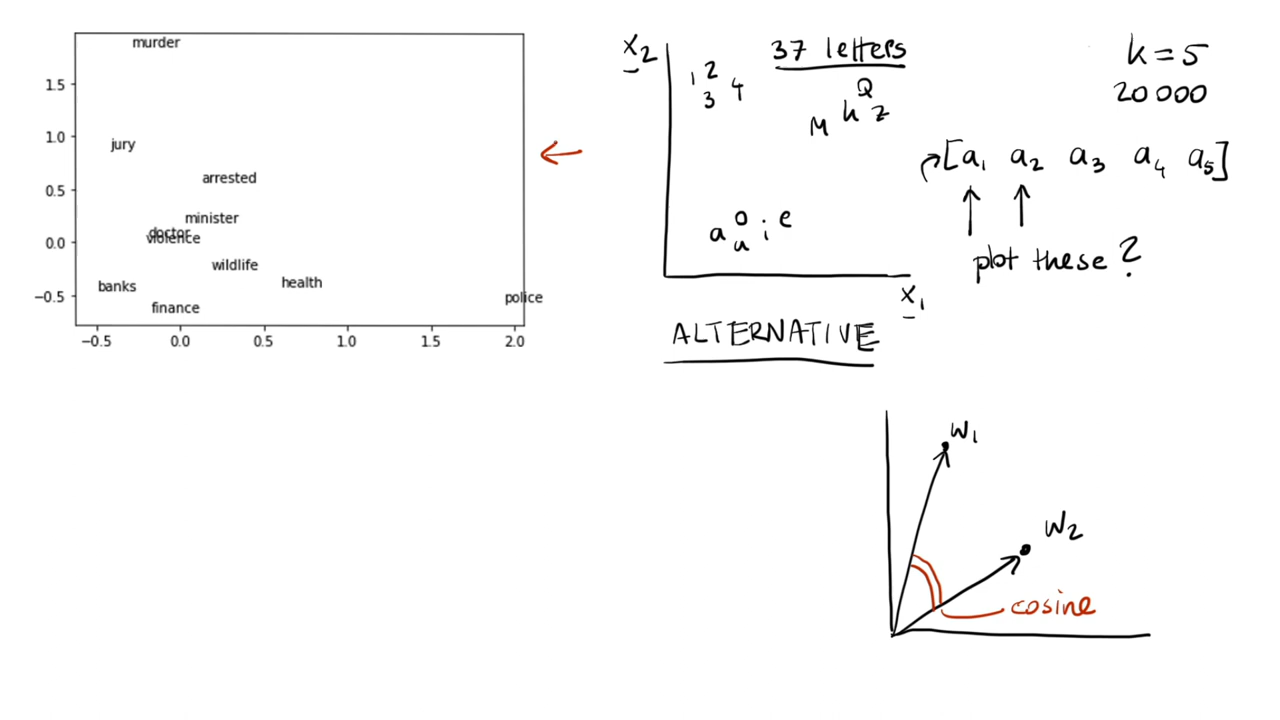 murder
1.5
1.0
jury
0.5
arrested
minister
doctor
0.0
violence
wildlife
banks
health
-0.5
finance
police
-0.5 0.0 0.5 1.0 1.5 2.0
x2
37 letters
1 2
3 4
Q
M h z
a o i e
u
x1
ALTERNATIVE
k=5
20 000
[a1 a2 a3 a4 a5]
plot these ?
W1
W2
cosine